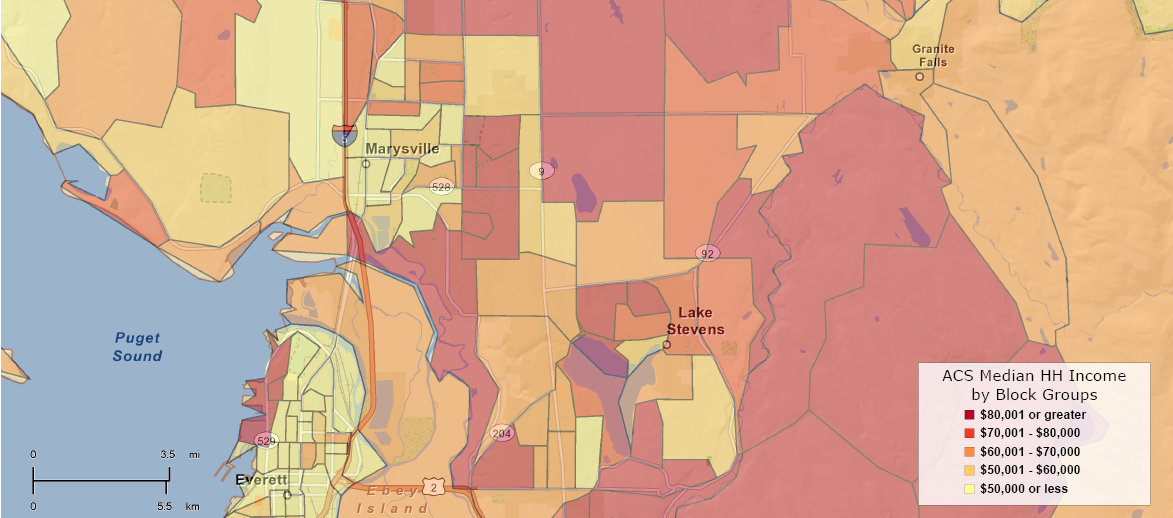 Granite
Falls
5
Marysville
9
528
92
Lake
Stevens
Puget
Sound
ACS Median HH Income
by Block Groups
$80,001 or greater
$70,001 - $80,000
$60,001 - $70,000
$50,001 - $60,000
$50,000 or less
204
529
0 3.5 mi
0 5.5 km
Everett
2
Ebey
Island